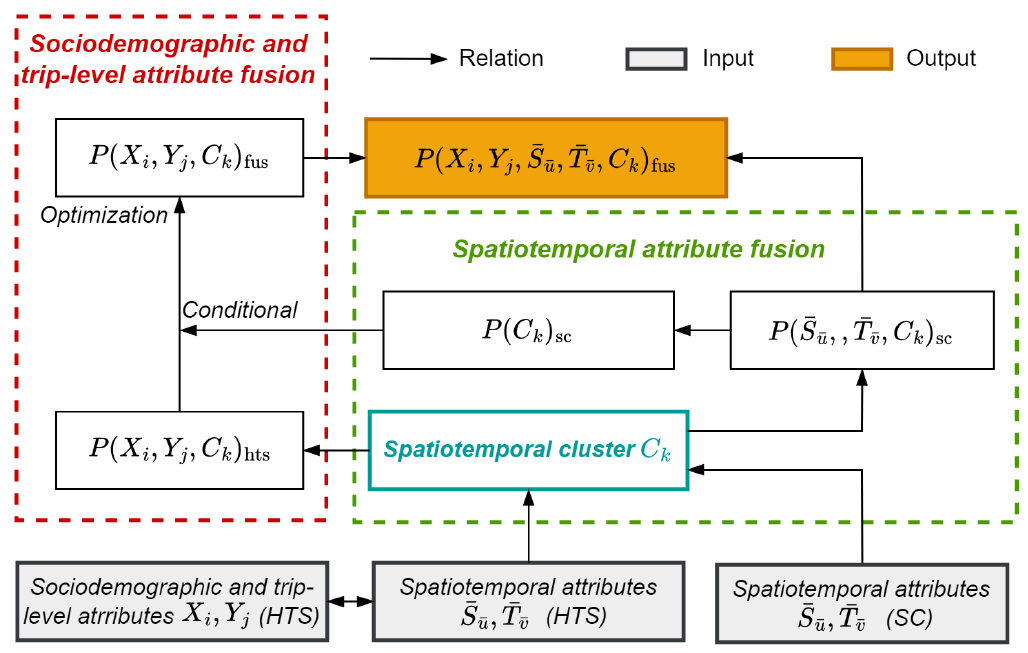 Sociodemographic and
trip-level attribute fusion
Relation
Input
Output
P(X_i, Y_j, C_k)_fus
P(X_i, Y_j, S̄_ū, T̄_v̄, C_k)_fus
Optimization
Spatiotemporal attribute fusion
Conditional
P(C_k)_sc
P(S̄_ū, , T̄_v̄, C_k)_sc
P(X_i, Y_j, C_k)_hts
Spatiotemporal cluster C_k
Sociodemographic and trip-
level atrributes X_i, Y_j (HTS)
Spatiotemporal attributes
S̄_ū, T̄_v̄ (HTS)
Spatiotemporal attributes
S̄_ū, T̄_v̄ (SC)